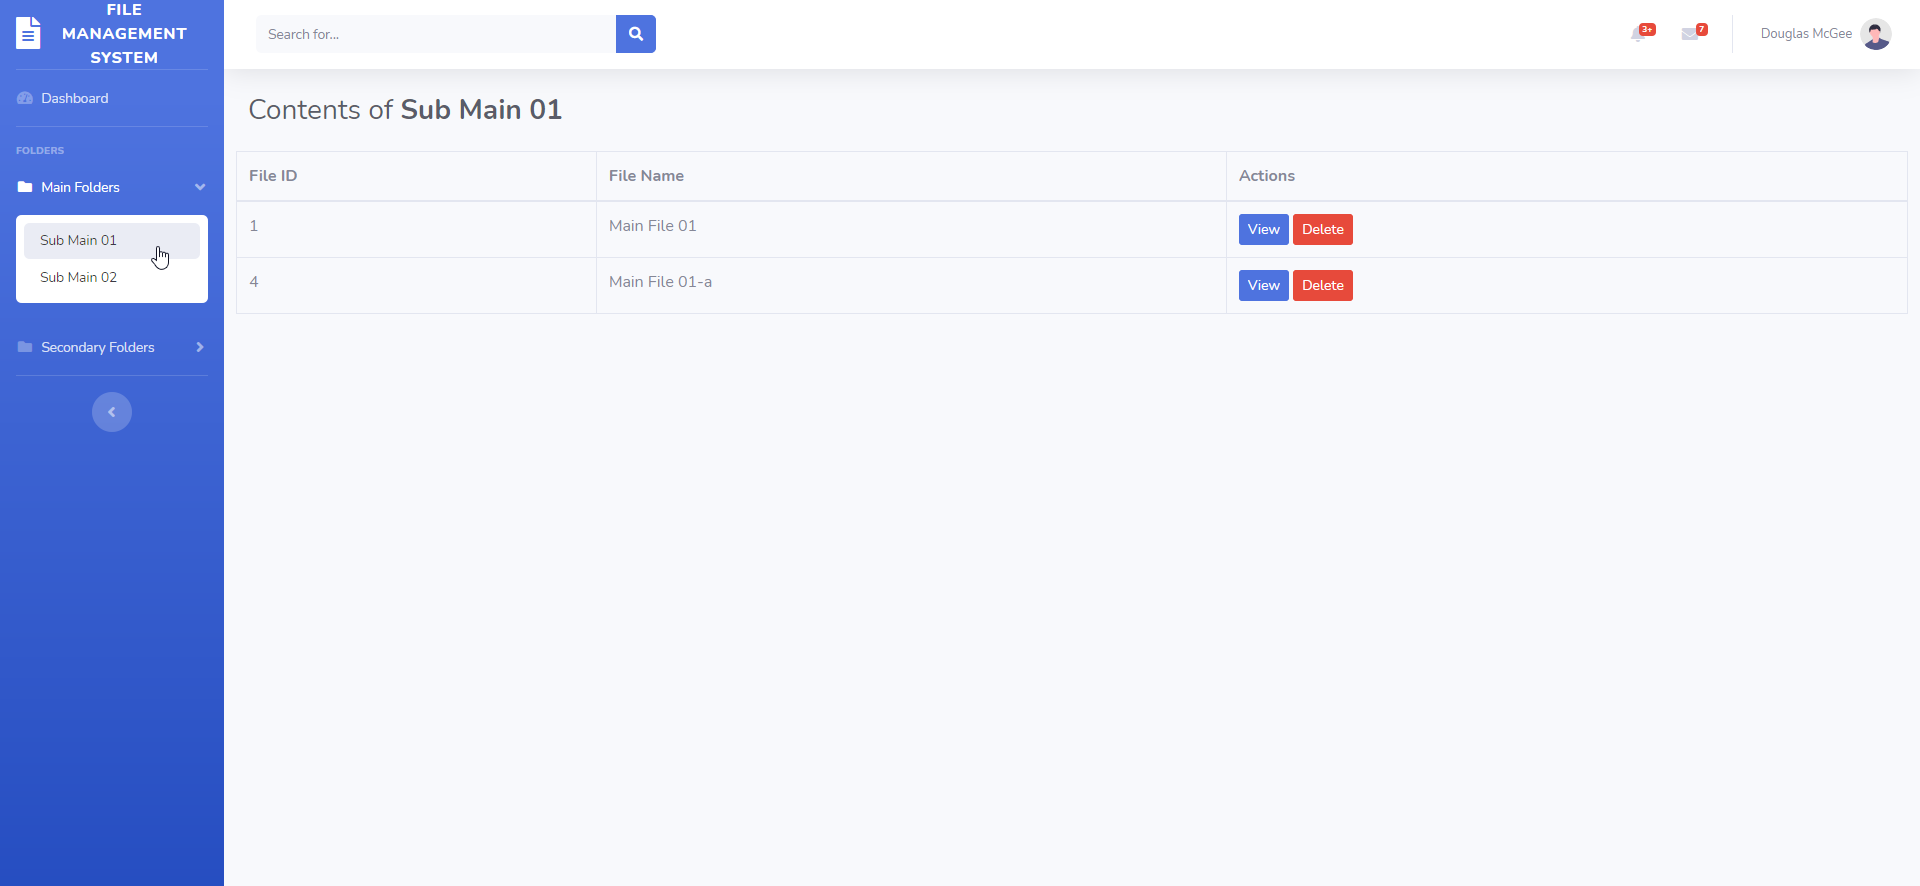 FILE
MANAGEMENT
SYSTEM
Search for...
3+
7
Douglas McGee
Dashboard
FOLDERS
Main Folders
Sub Main 01
Sub Main 02
Secondary Folders
Contents of Sub Main 01
File ID File Name Actions
1 Main File 01 View Delete
4 Main File 01-a View Delete